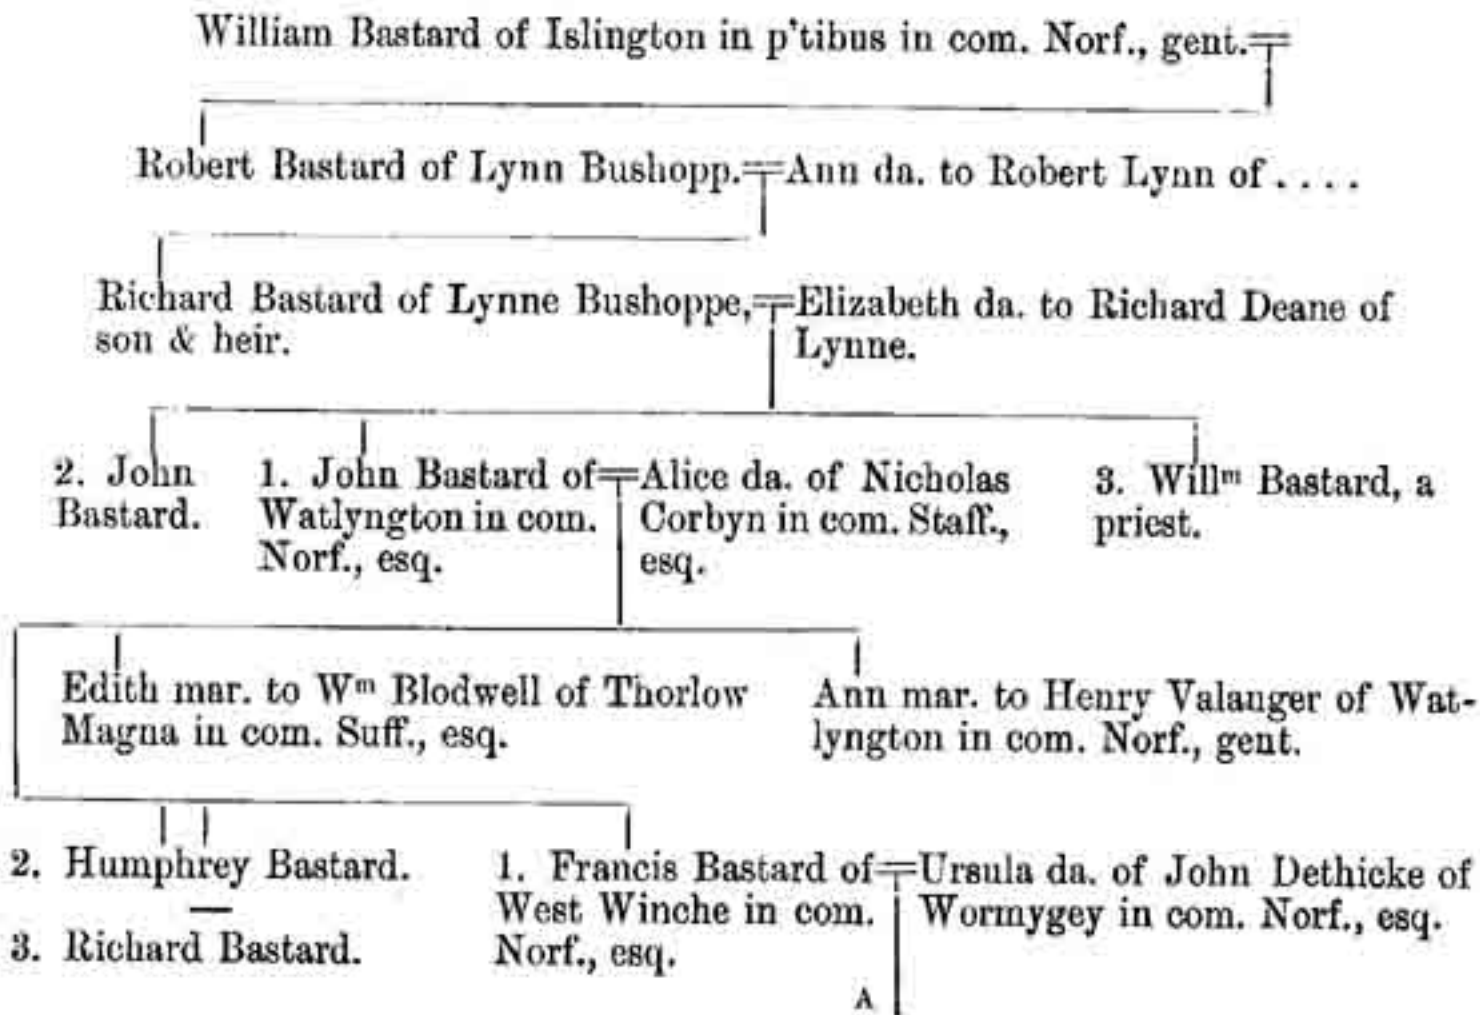 William Bastard of Islington in p'tibus in com. Norf., gent.
Robert Bastard of Lynn Bushopp. Ann da. to Robert Lynn of . . . .
Richard Bastard of Lynne Bushoppe, son & heir.
Elizabeth da. to Richard Deane of Lynne.
2. John
Bastard.
1. John Bastard of
Watlyngton in com.
Norf., esq.
Alice da. of Nicholas
Corbyn in com. Staff.,
esq.
3. Willᵐ Bastard, a
priest.
Edith mar. to Wᵐ Blodwell of Thorlow
Magna in com. Suff., esq.
Ann mar. to Henry Valanger of Wat-
lyngton in com. Norf., gent.
2. Humphrey Bastard.
3. Richard Bastard.
1. Francis Bastard of
West Winche in com.
Norf., esq.
Ursula da. of John Dethicke of
Wormygey in com. Norf., esq.
A